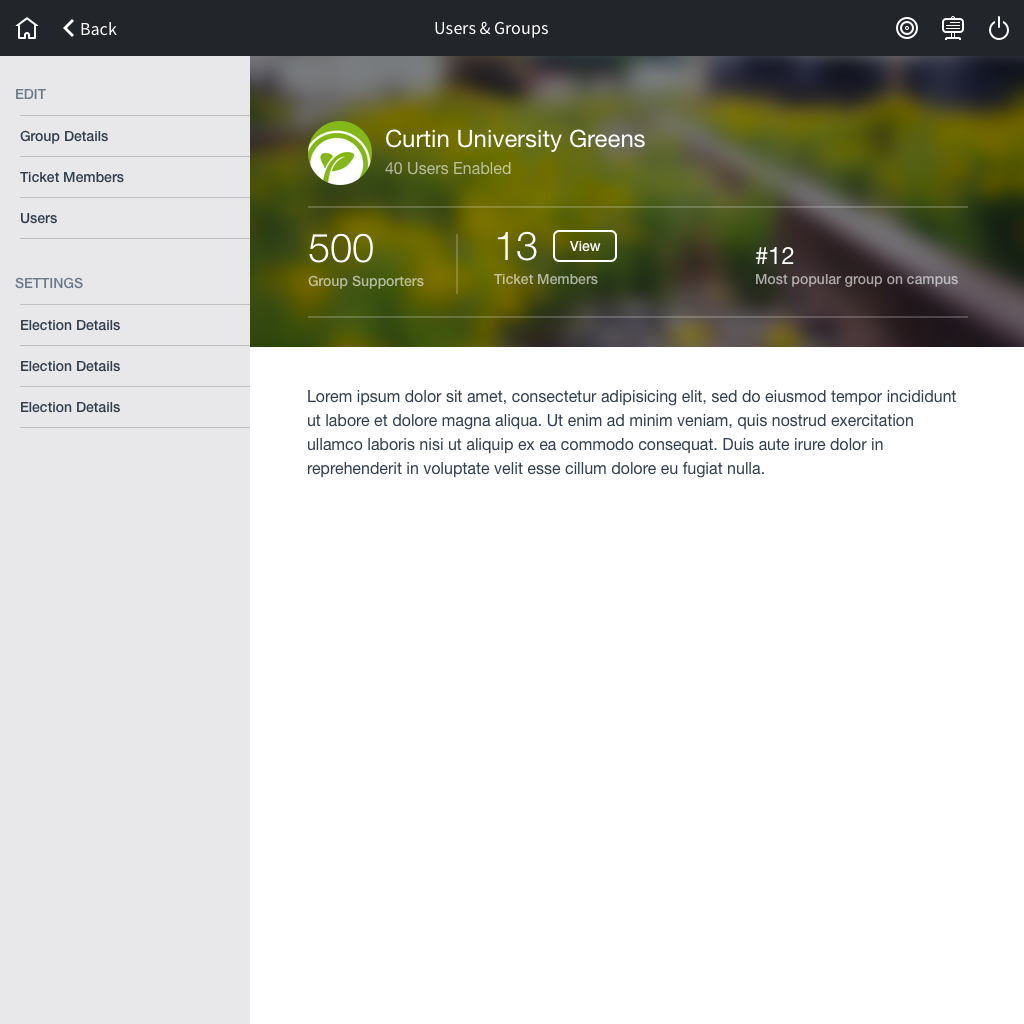 Back
Users & Groups
EDIT
Group Details
Ticket Members
Users
SETTINGS
Election Details
Election Details
Election Details
Curtin University Greens
40 Users Enabled
500
Group Supporters
13
View
Ticket Members
#12
Most popular group on campus
Lorem ipsum dolor sit amet, consectetur adipisicing elit, sed do eiusmod tempor incididunt
ut labore et dolore magna aliqua. Ut enim ad minim veniam, quis nostrud exercitation
ullamco laboris nisi ut aliquip ex ea commodo consequat. Duis aute irure dolor in
reprehenderit in voluptate velit esse cillum dolore eu fugiat nulla.